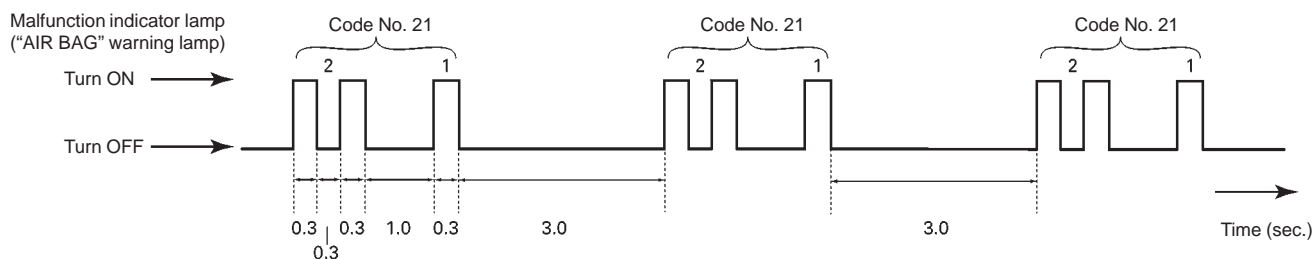 Malfunction indicator lamp
(“AIR BAG” warning lamp)
Code No. 21
Code No. 21
Code No. 21
2
1
2
1
2
1
Turn ON
Turn OFF
0.3
0.3
0.3
1.0
0.3
3.0
3.0
Time (sec.)